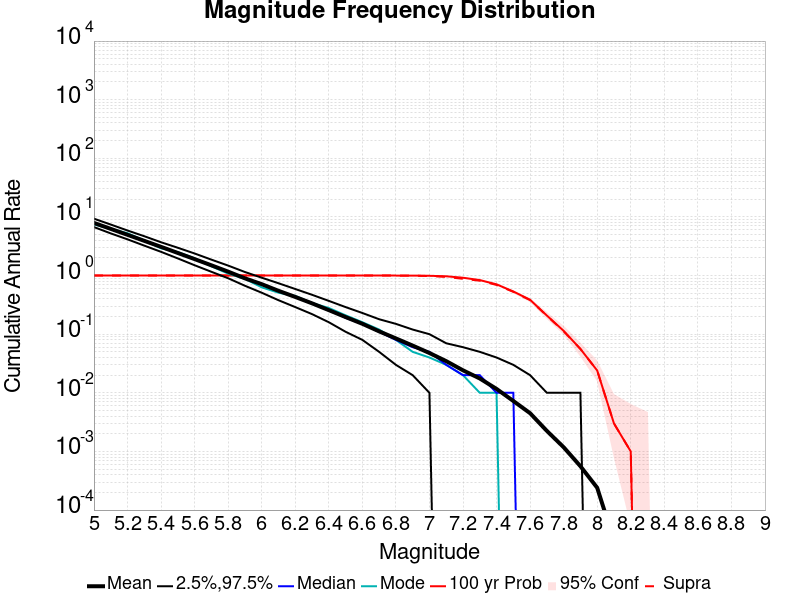 Magnitude Frequency Distribution
10 4
10 3
10 2
10 1
10 0
10 -1
10 -2
10 -3
10 -4
Cumulative Annual Rate
5 5.2 5.4 5.6 5.8 6 6.2 6.4 6.6 6.8 7 7.2 7.4 7.6 7.8 8 8.2 8.4 8.6 8.8 9
Magnitude
Mean 2.5%,97.5% Median Mode 100 yr Prob 95% Conf Supra